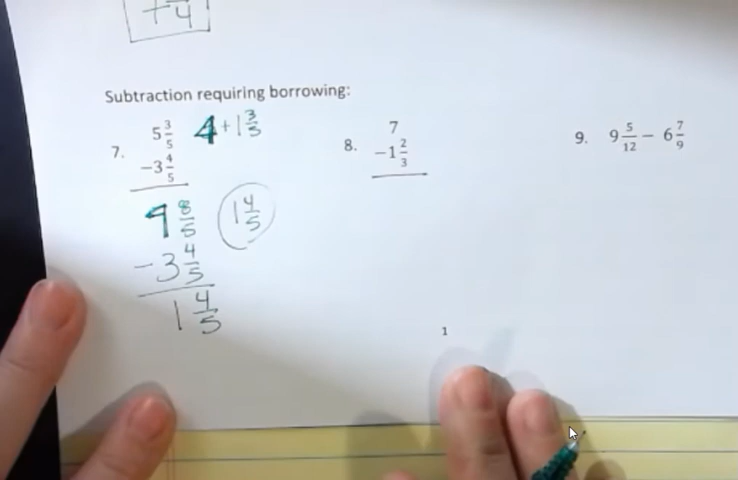 +4
Subtraction requiring borrowing:
7. 5 3/5 4 + 1 3/5
-3 4/5
4 8/5 1 4/5
-3 4/5
1 4/5
8. 7
-1 2/3
9. 9 5/12 - 6 7/9
1